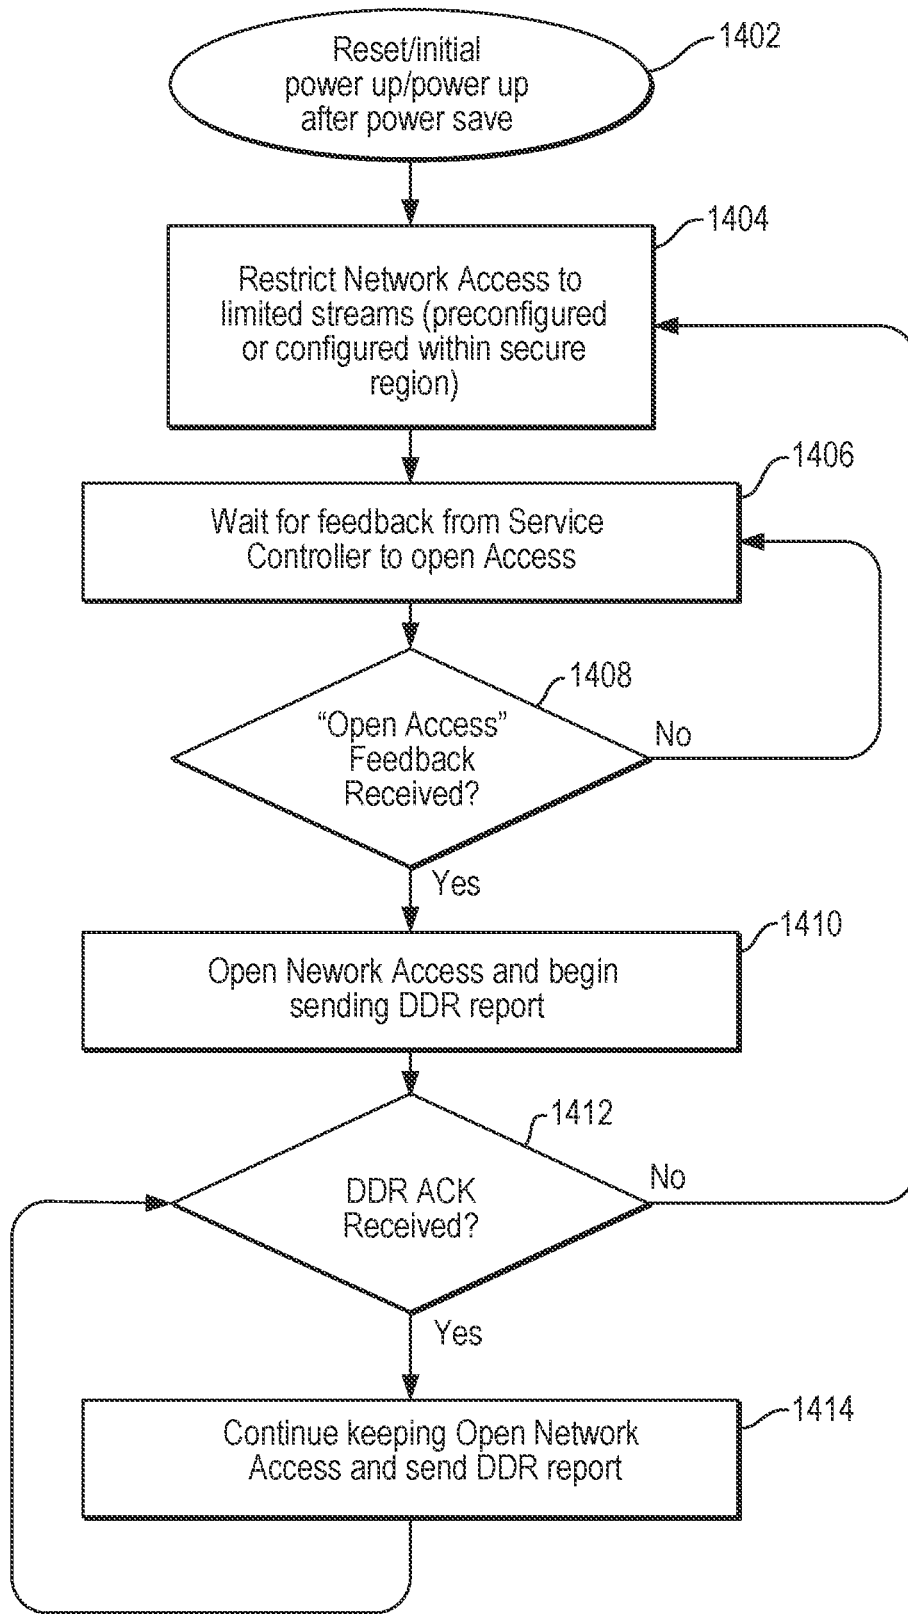 1402
Reset/initial
power up/power up
after power save
1404
Restrict Network Access to
limited streams (preconfigured
or configured within secure
region)
1406
Wait for feedback from Service
Controller to open Access
1408
“Open Access”
Feedback
Received?
No
Yes
1410
Open Nework Access and begin
sending DDR report
1412
DDR ACK
Received?
No
Yes
1414
Continue keeping Open Network
Access and send DDR report